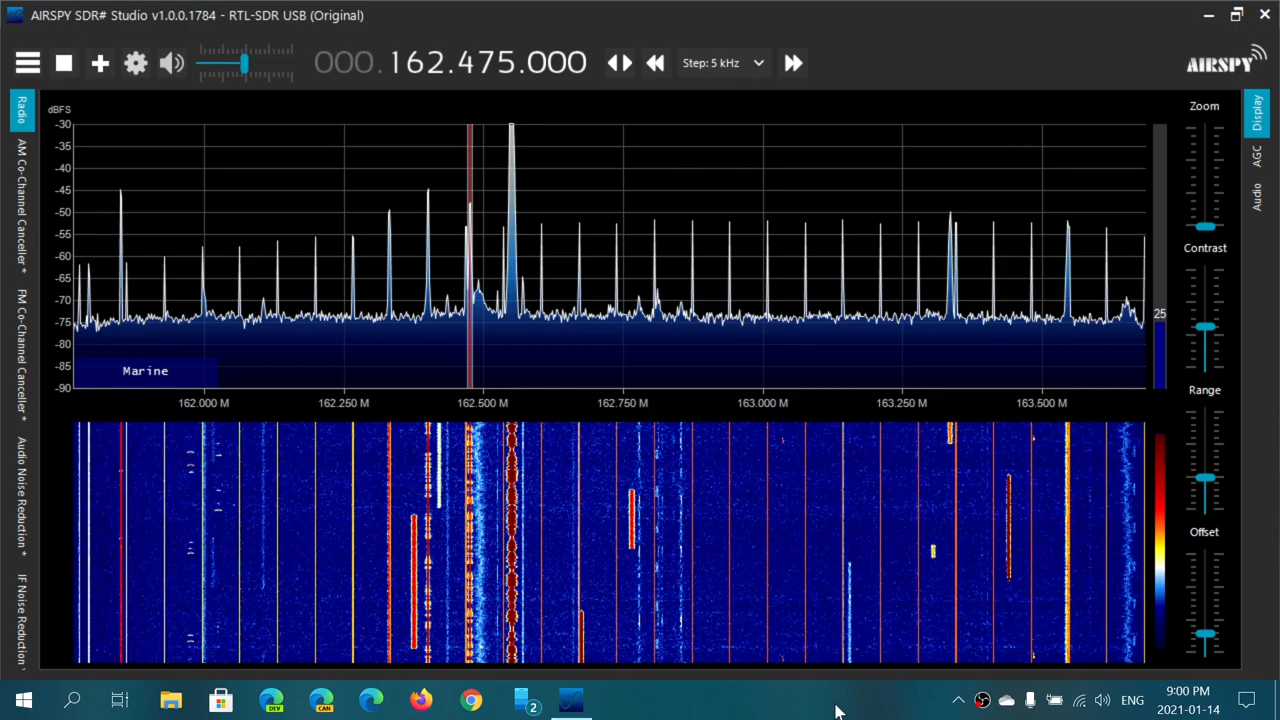 AIRSPY SDR# Studio v1.0.0.1784 - RTL-SDR USB (Original)
000.162.475.000
Step: 5 kHz
AIRSPY
Radio
AM Co-Channel Canceller *
FM Co-Channel Canceller *
Audio Noise Reduction *
IF Noise Reduction *
dBFS
-30
-35
-40
-45
-50
-55
-60
-65
-70
-75
-80
-85
-90
Marine
162.000 M
162.250 M
162.500 M
162.750 M
163.000 M
163.250 M
163.500 M
25
Zoom
Contrast
Range
Offset
Display
AGC
Audio
DEV
CAN
2
ENG
9:00 PM
2021-01-14